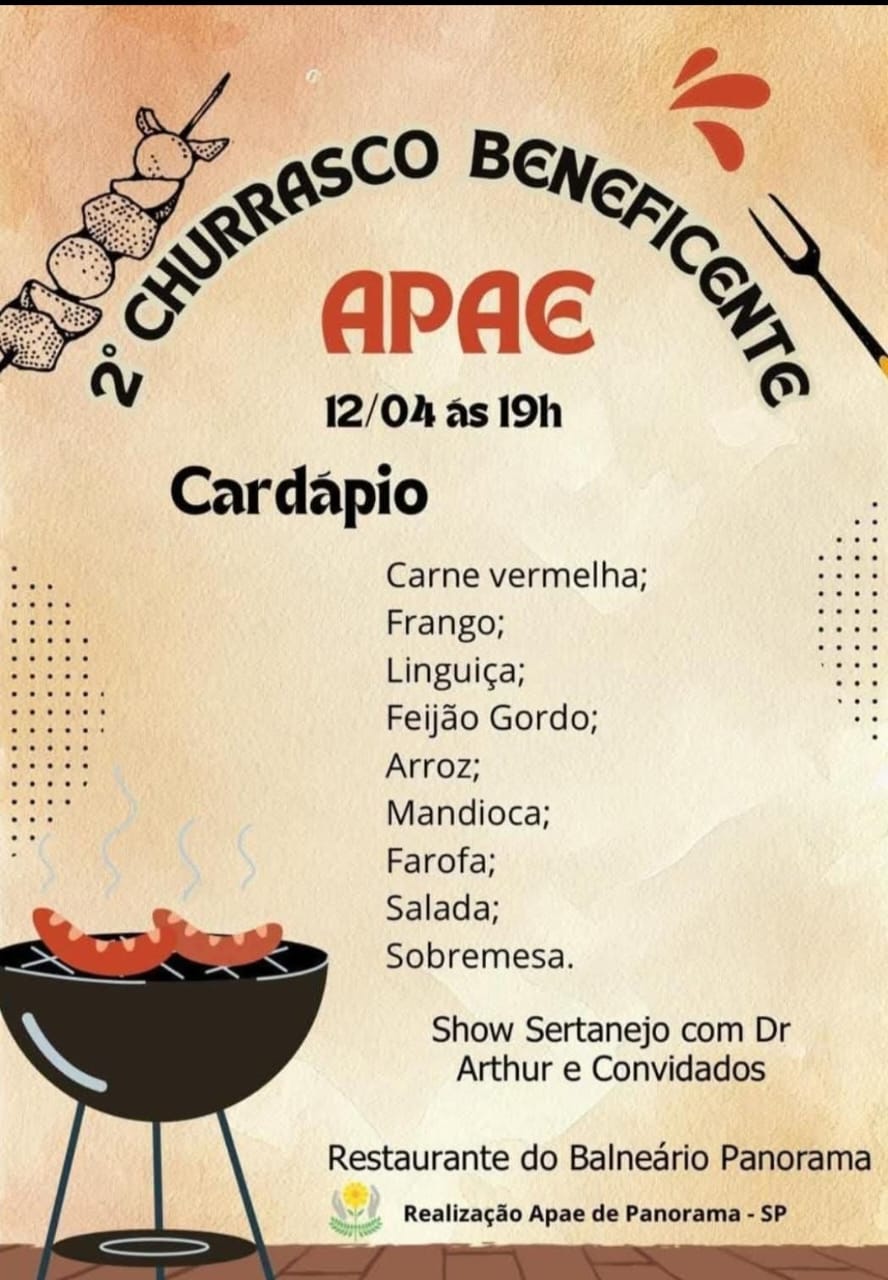 2º CHURRASCO BENEFICENTE
APAE
12/04 ás 19h
Cardápio
Carne vermelha;
Frango;
Linguiça;
Feijão Gordo;
Arroz;
Mandioca;
Farofa;
Salada;
Sobremesa.
Show Sertanejo com Dr
Arthur e Convidados
Restaurante do Balneário Panorama
Realização Apae de Panorama - SP